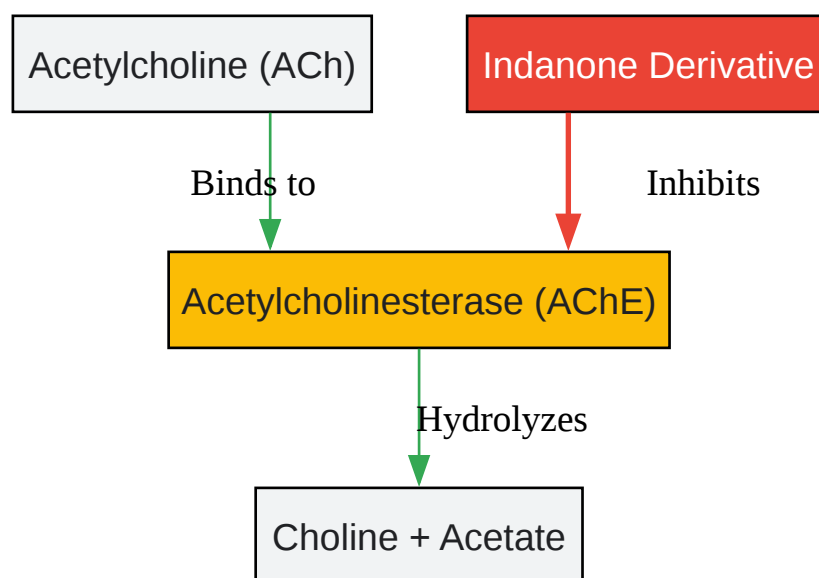 Acetylcholine (ACh)
Indanone Derivative
Binds to
Inhibits
Acetylcholinesterase (AChE)
Hydrolyzes
Choline + Acetate